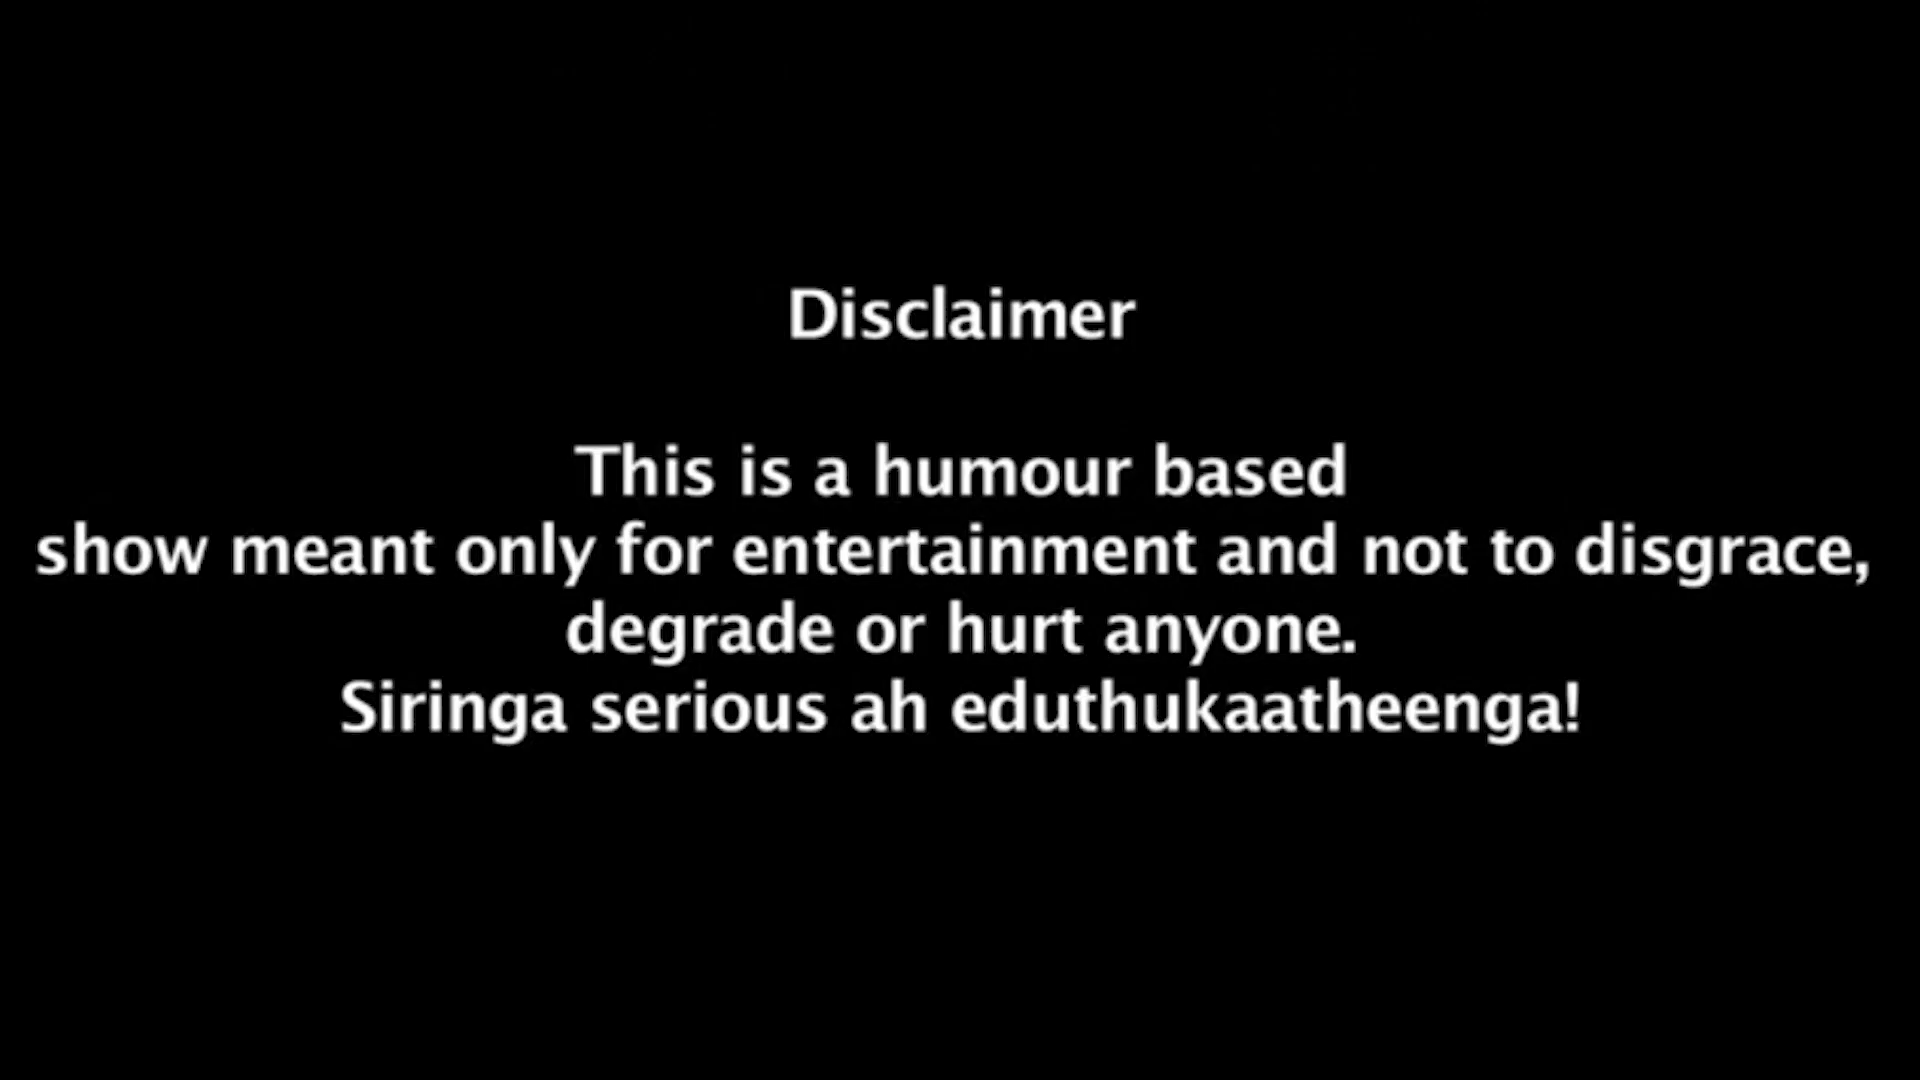 Disclaimer
This is a humour based
show meant only for entertainment and not to disgrace,
degrade or hurt anyone.
Siringa serious ah eduthukaatheenga!